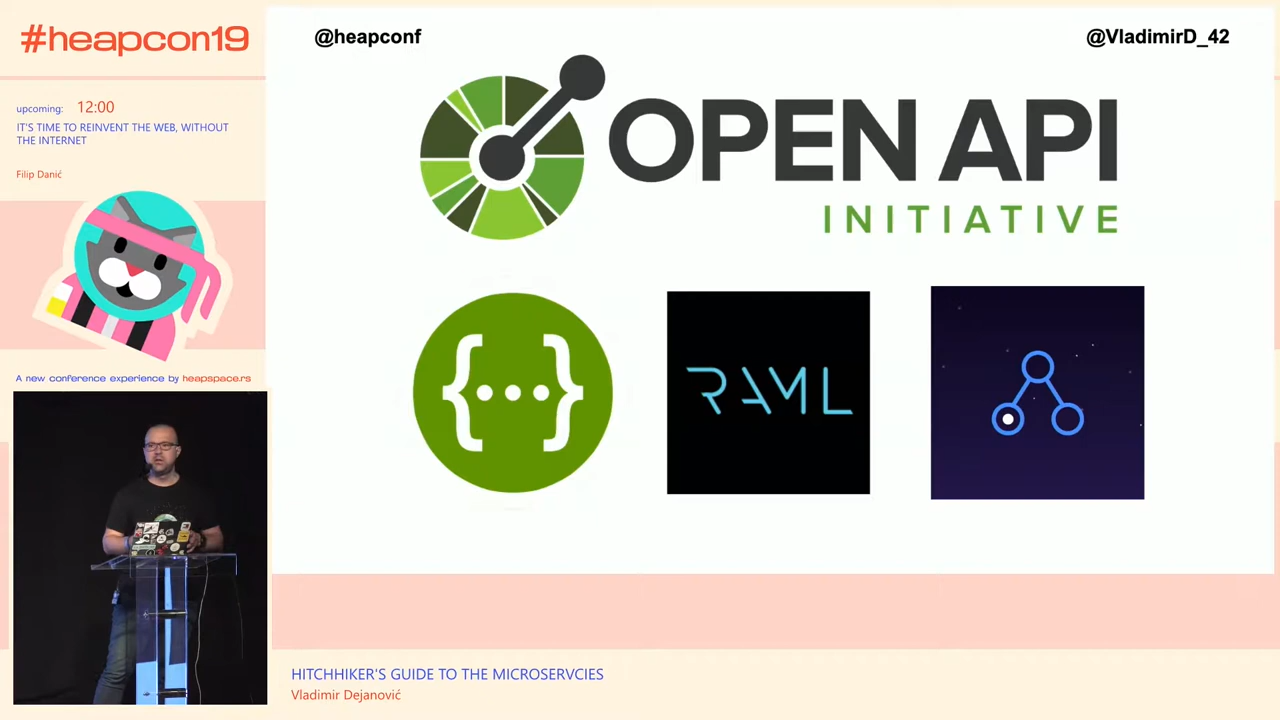 #heapcon19
upcoming: 12:00
IT'S TIME TO REINVENT THE WEB, WITHOUT
THE INTERNET
Filip Danić
A new conference experience by heapspace.rs
@heapconf
@VladimirD_42
OPEN API
INITIATIVE
{...}
RAML
HITCHHIKER'S GUIDE TO THE MICROSERVCIES
Vladimir Dejanović